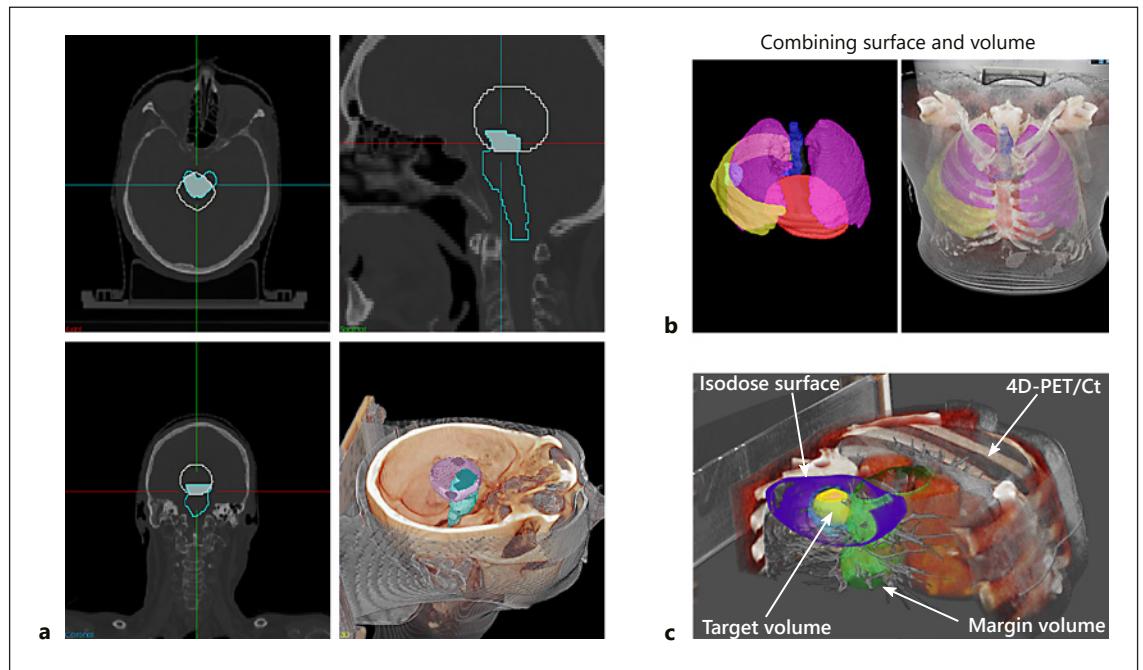 Combining surface and volume
a
b
Isodose surface
4D-PET/Ct
Target volume
Margin volume
c